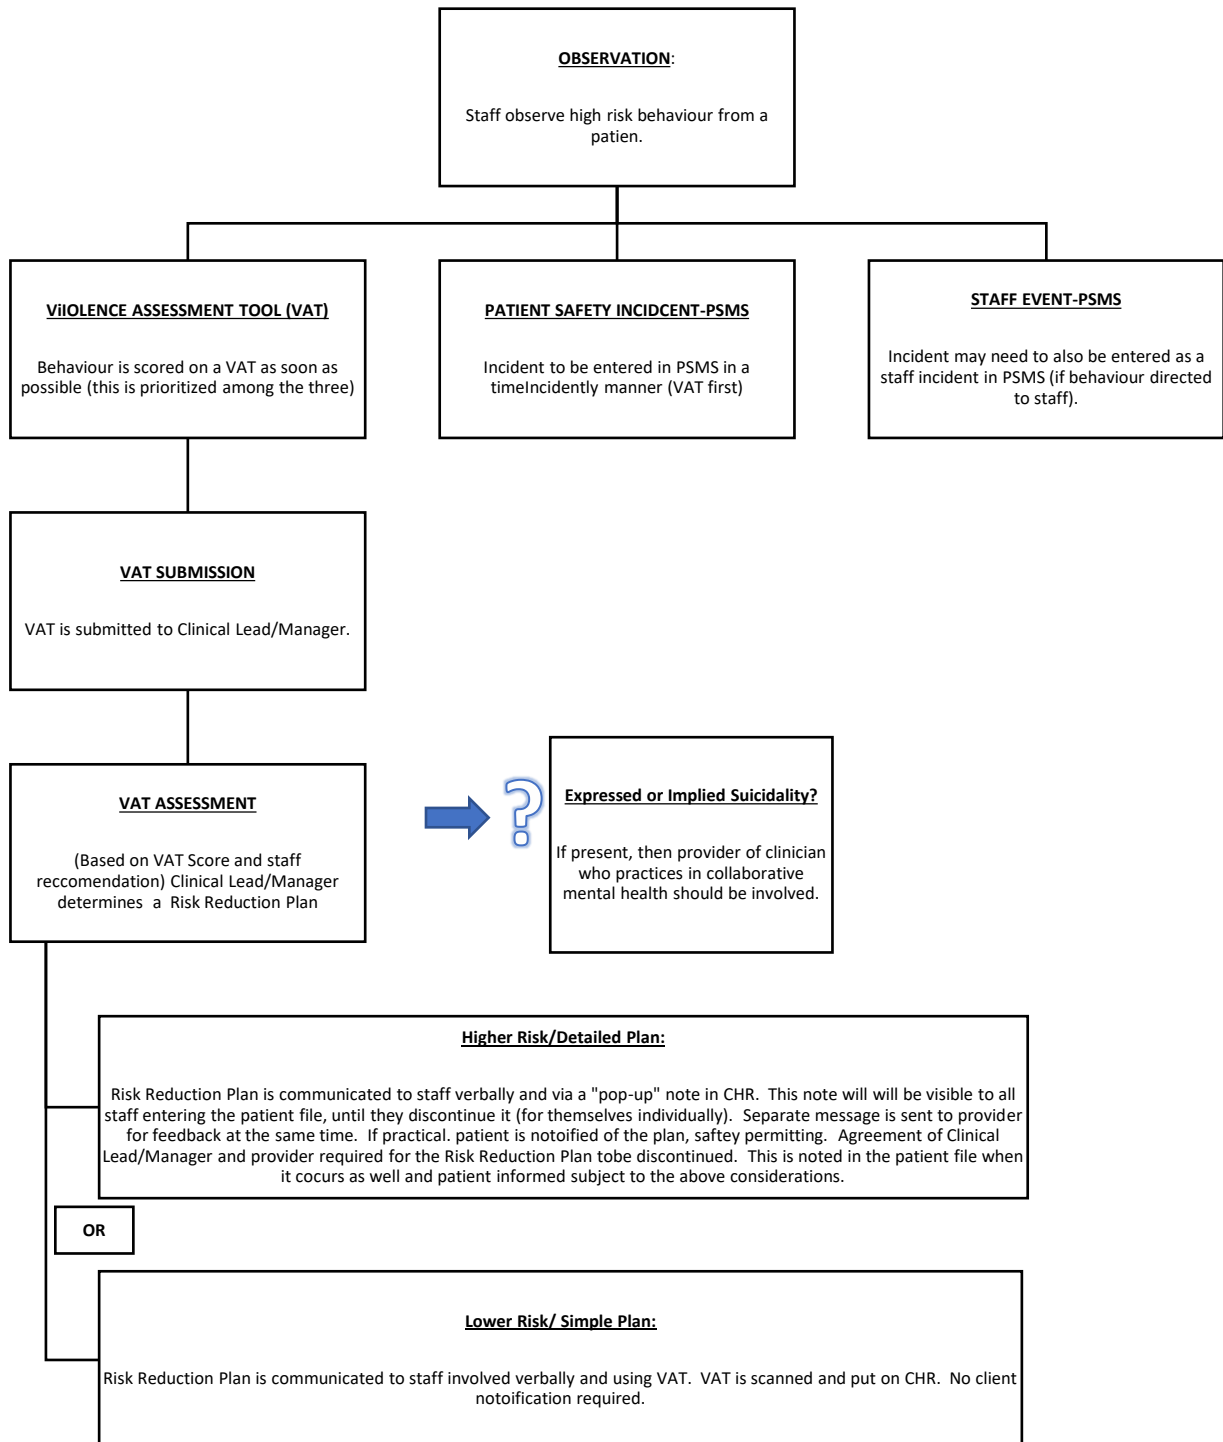 OBSERVATION:
Staff observe high risk behaviour from a
patien.
ViIOLENCE ASSESSMENT TOOL (VAT)
Behaviour is scored on a VAT as soon as
possible (this is prioritized among the three)
PATIENT SAFETY INCIDCENT-PSMS
Incident to be entered in PSMS in a
timeIncidently manner (VAT first)
STAFF EVENT-PSMS
Incident may need to also be entered as a
staff incident in PSMS (if behaviour directed
to staff).
VAT SUBMISSION
VAT is submitted to Clinical Lead/Manager.
VAT ASSESSMENT
(Based on VAT Score and staff
reccomendation) Clinical Lead/Manager
determines a Risk Reduction Plan
?
Expressed or Implied Suicidality?
If present, then provider of clinician
who practices in collaborative
mental health should be involved.
Higher Risk/Detailed Plan:
Risk Reduction Plan is communicated to staff verbally and via a "pop-up" note in CHR. This note will will be visible to all
staff entering the patient file, until they discontinue it (for themselves individually). Separate message is sent to provider
for feedback at the same time. If practical. patient is notoified of the plan, saftey permitting. Agreement of Clinical
Lead/Manager and provider required for the Risk Reduction Plan tobe discontinued. This is noted in the patient file when
it cocurs as well and patient informed subject to the above considerations.
OR
Lower Risk/ Simple Plan:
Risk Reduction Plan is communicated to staff involved verbally and using VAT. VAT is scanned and put on CHR. No client
notoification required.